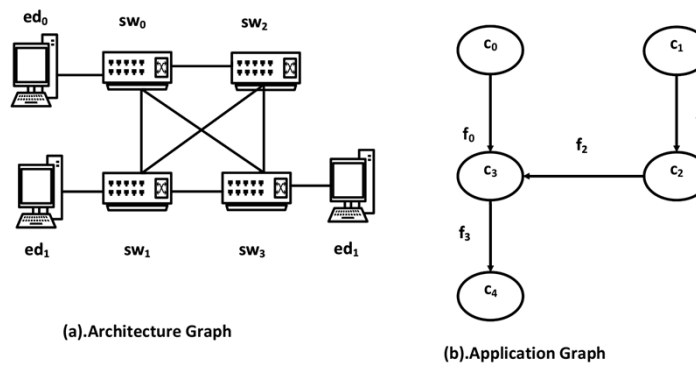 ed₀
sw₀
sw₂
ed₁
sw₁
sw₃
ed₁
(a).Architecture Graph
c₀
c₁
f₀
f₂
c₃
c₂
f₃
c₄
(b).Application Graph